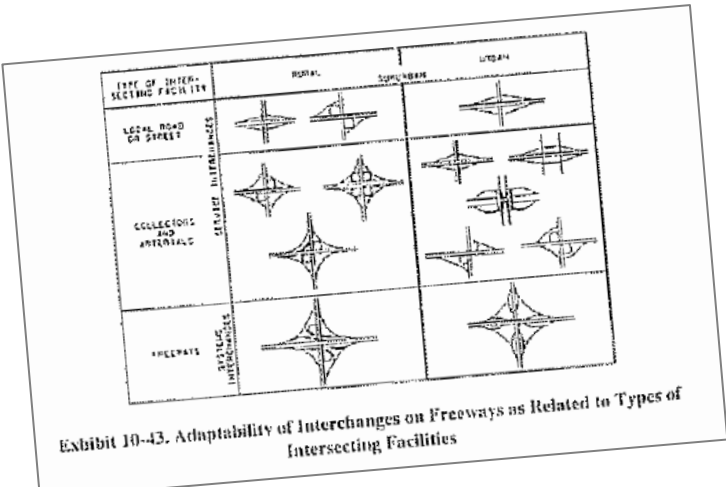 TYPE OF INTER-
SECTING FACILITY
RURAL
SUBURBAN
URBAN
LOCAL ROAD
OR STREET
SERVICE INTERCHANGES
COLLECTORS
AND
ARTERIALS
FREEWAYS
SYSTEMS
INTERCHANGES
Exhibit 10-43. Adaptability of Interchanges on Freeways as Related to Types of
Intersecting Facilities